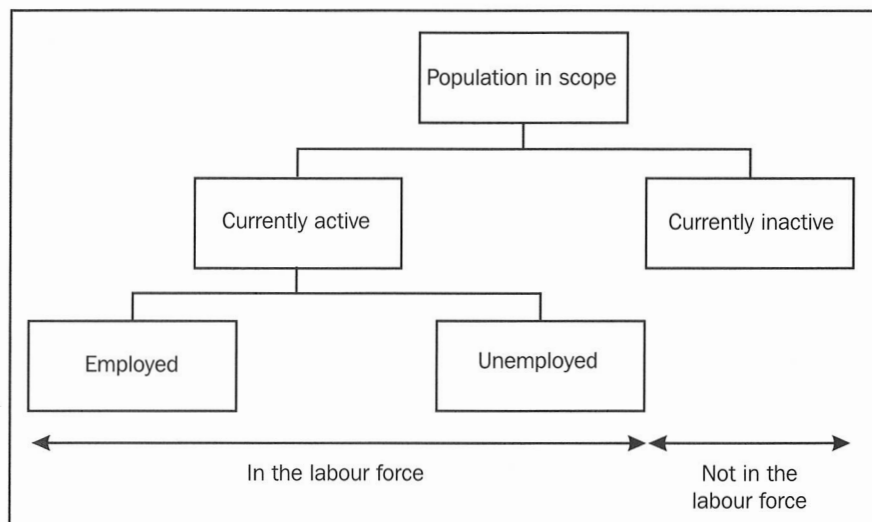 Population in scope
Currently active
Currently inactive
Employed
Unemployed
In the labour force
Not in the
labour force